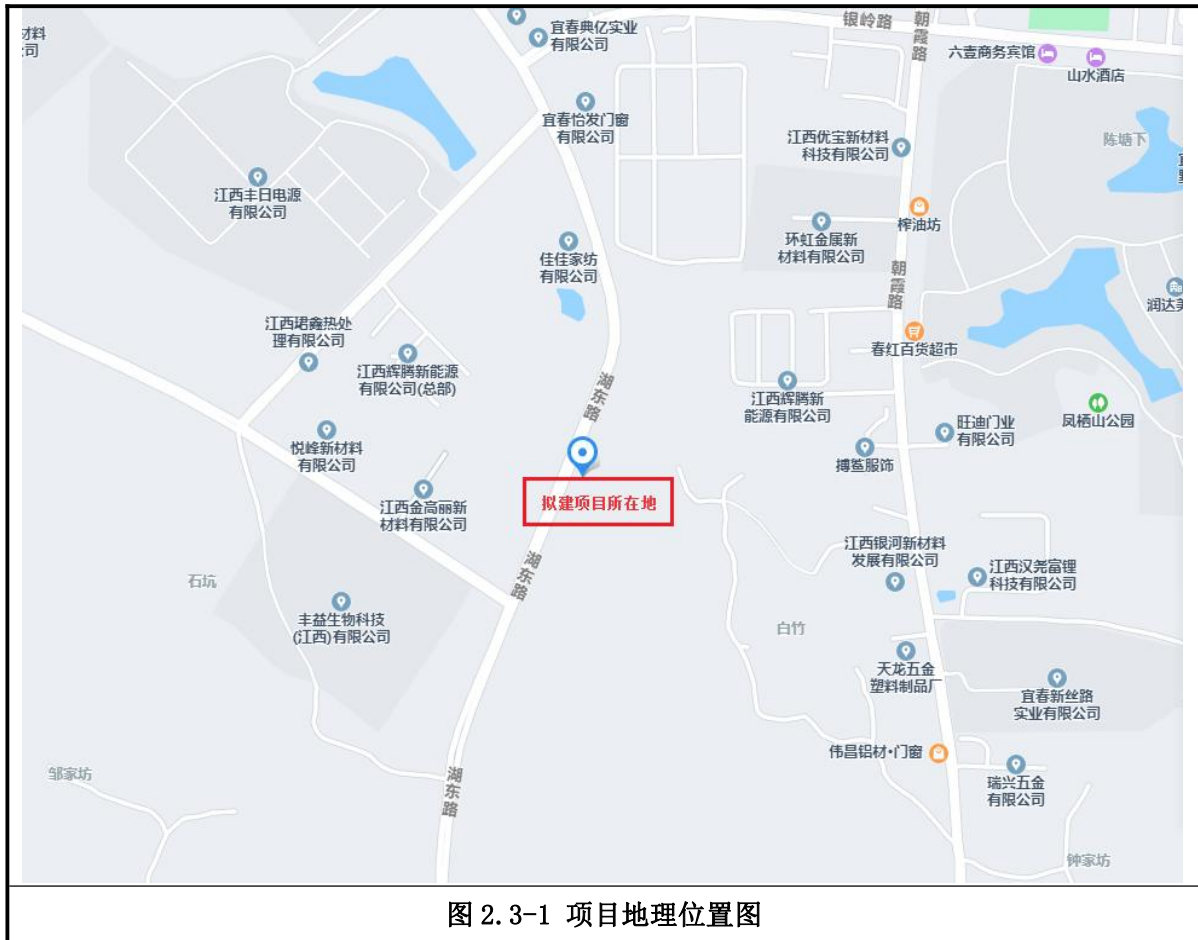 材料
司
宜春典亿实业
有限公司
银岭路
朝霞路
六壹商务宾馆
山水酒店
宜春怡发门窗
有限公司
江西优宝新材料
科技有限公司
陈塘下
江西丰日电源
有限公司
榨油坊
佳佳家纺
有限公司
环虹金属新
材料有限公司
朝霞路
润达美
江西珺鑫热处
理有限公司
春红百货超市
江西辉腾新能源
有限公司(总部)
湖东路
江西辉腾新
能源有限公司
凤栖山公园
旺迪门业
有限公司
悦峰新材料
有限公司
搏鲨服饰
拟建项目所在地
江西金高丽新
材料有限公司
湖东路
江西银河新材料
发展有限公司
江西汉尧富锂
科技有限公司
石坑
丰益生物科技
(江西)有限公司
白竹
天龙五金
塑料制品厂
宜春新丝路
实业有限公司
伟昌铝材·门窗
邹家坊
湖东路
瑞兴五金
有限公司
钟家坊
图 2.3-1 项目地理位置图